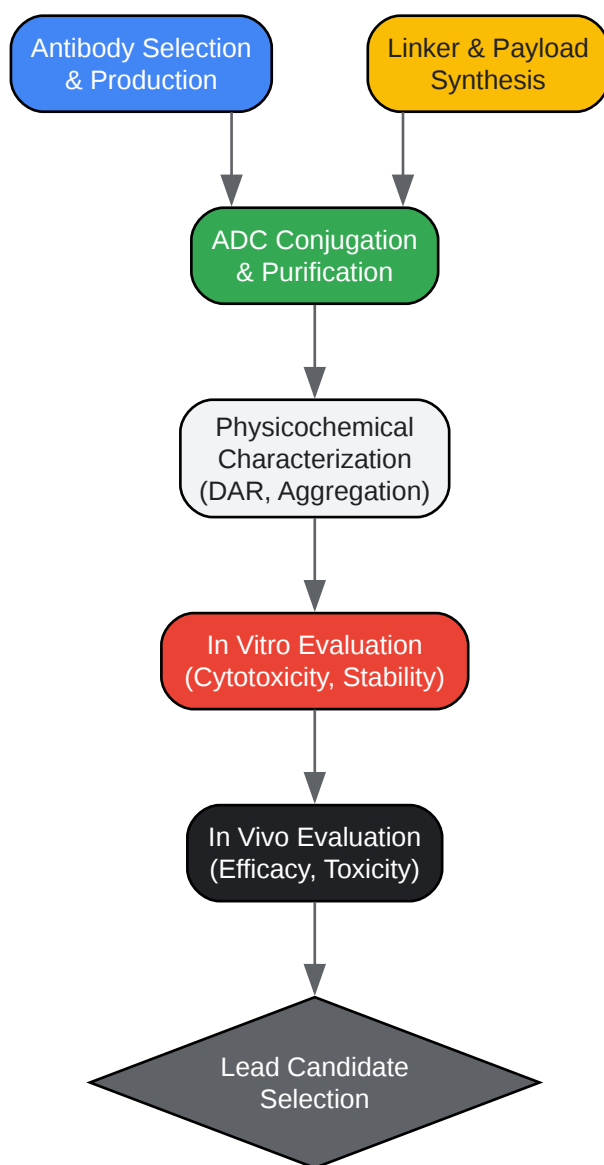 Antibody Selection
& Production
Linker & Payload
Synthesis
ADC Conjugation
& Purification
Physicochemical
Characterization
(DAR, Aggregation)
In Vitro Evaluation
(Cytotoxicity, Stability)
In Vivo Evaluation
(Efficacy, Toxicity)
Lead Candidate
Selection